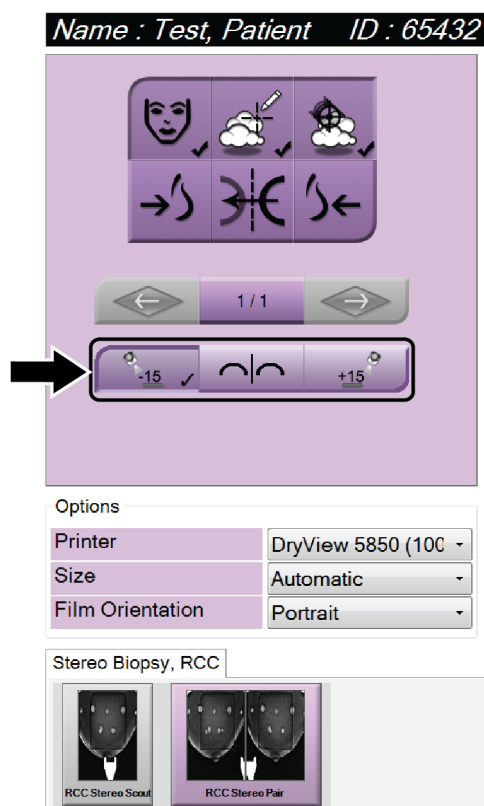 Name : Test, Patient ID : 65432
1 / 1
-15 +15
Options
Printer DryView 5850 (100
Size Automatic
Film Orientation Portrait
Stereo Biopsy, RCC
RCC Stereo Scout RCC Stereo Pair